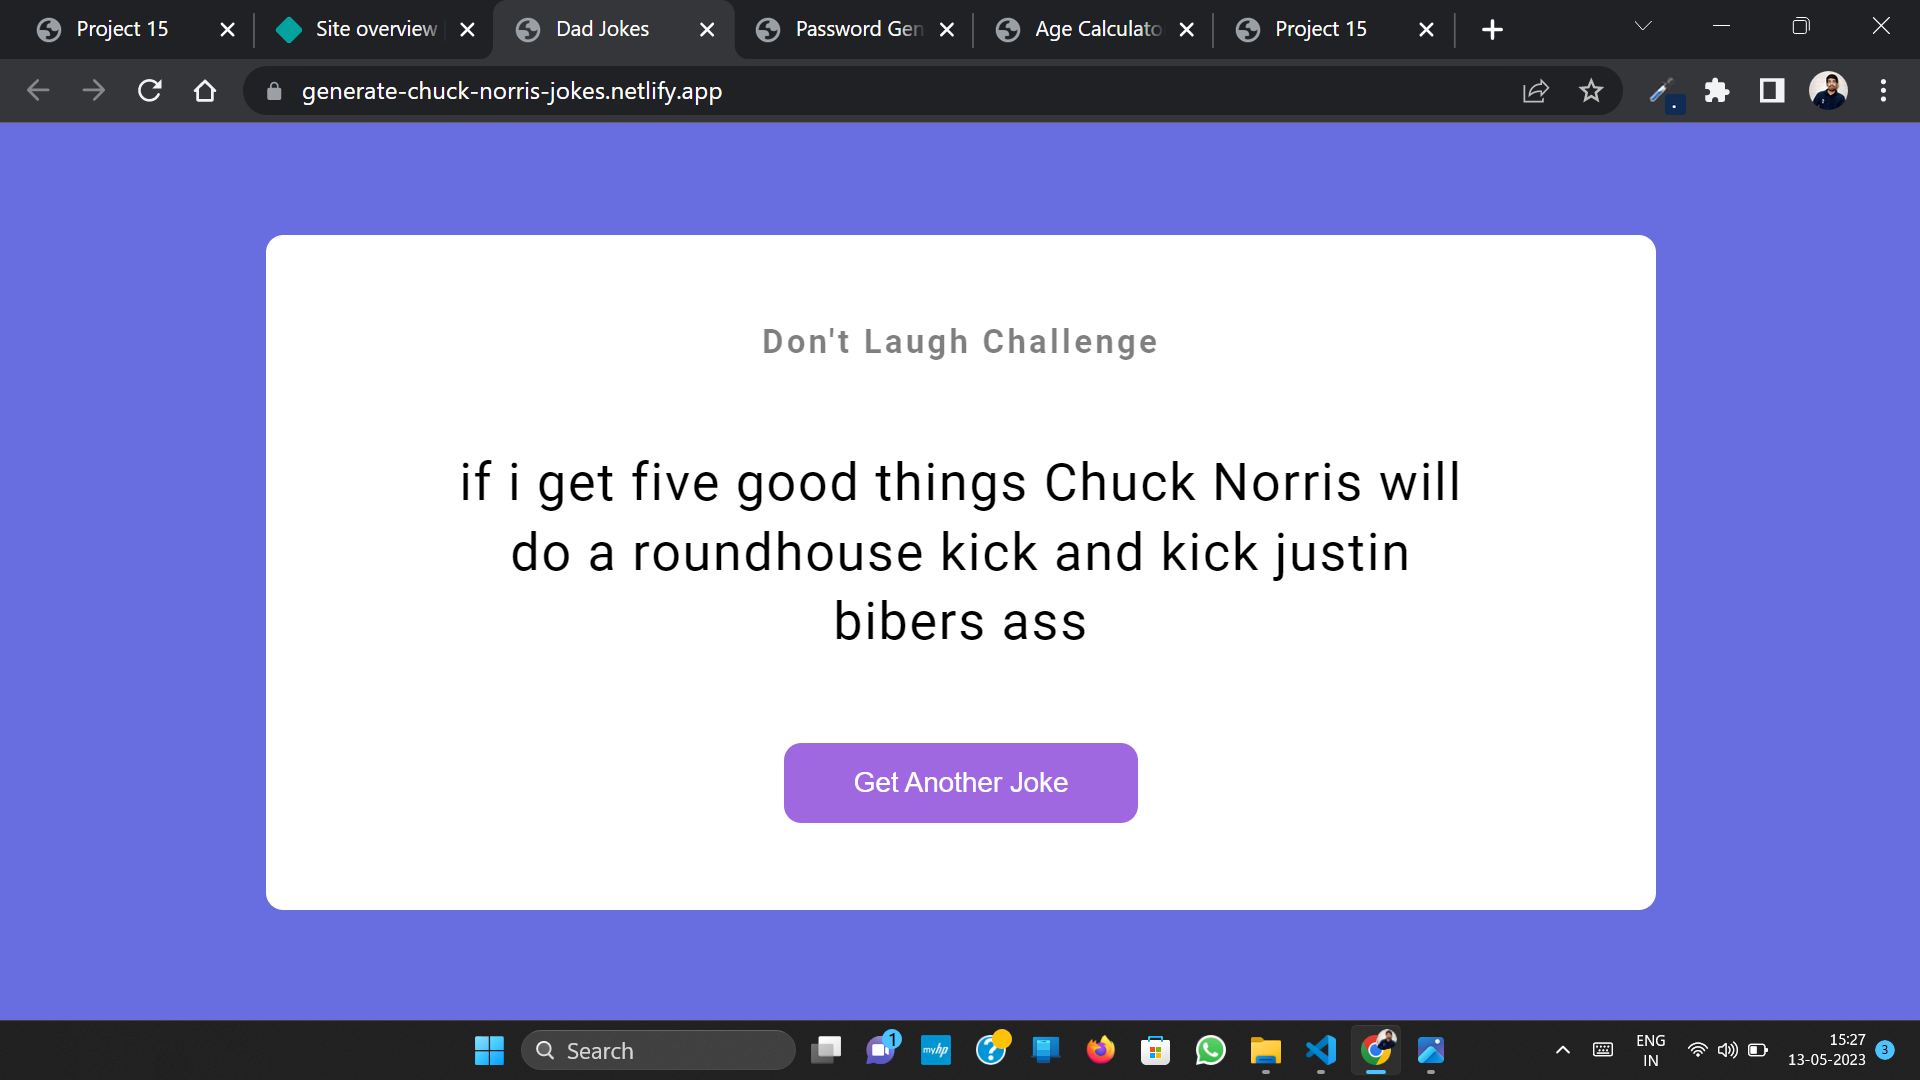 Project 15
Site overview
Dad Jokes
Password Gen
Age Calculato
Project 15
generate-chuck-norris-jokes.netlify.app
Don't Laugh Challenge
if i get five good things Chuck Norris will
do a roundhouse kick and kick justin
bibers ass
Get Another Joke
Search
1
myhp
ENG
IN
15:27
13-05-2023
3